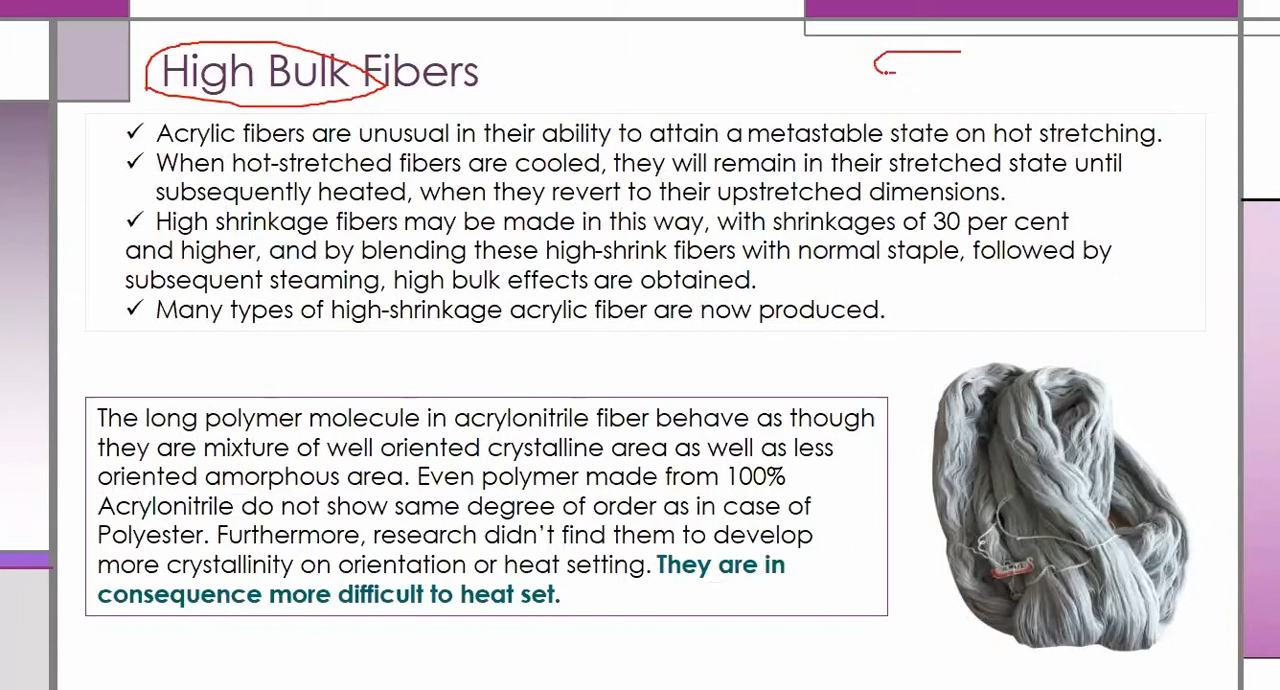 High Bulk Fibers
✓ Acrylic fibers are unusual in their ability to attain a metastable state on hot stretching.
✓ When hot-stretched fibers are cooled, they will remain in their stretched state until
subsequently heated, when they revert to their upstretched dimensions.
✓ High shrinkage fibers may be made in this way, with shrinkages of 30 per cent
and higher, and by blending these high-shrink fibers with normal staple, followed by
subsequent steaming, high bulk effects are obtained.
✓ Many types of high-shrinkage acrylic fiber are now produced.
The long polymer molecule in acrylonitrile fiber behave as though
they are mixture of well oriented crystalline area as well as less
oriented amorphous area. Even polymer made from 100%
Acrylonitrile do not show same degree of order as in case of
Polyester. Furthermore, research didn't find them to develop
more crystallinity on orientation or heat setting. They are in
consequence more difficult to heat set.